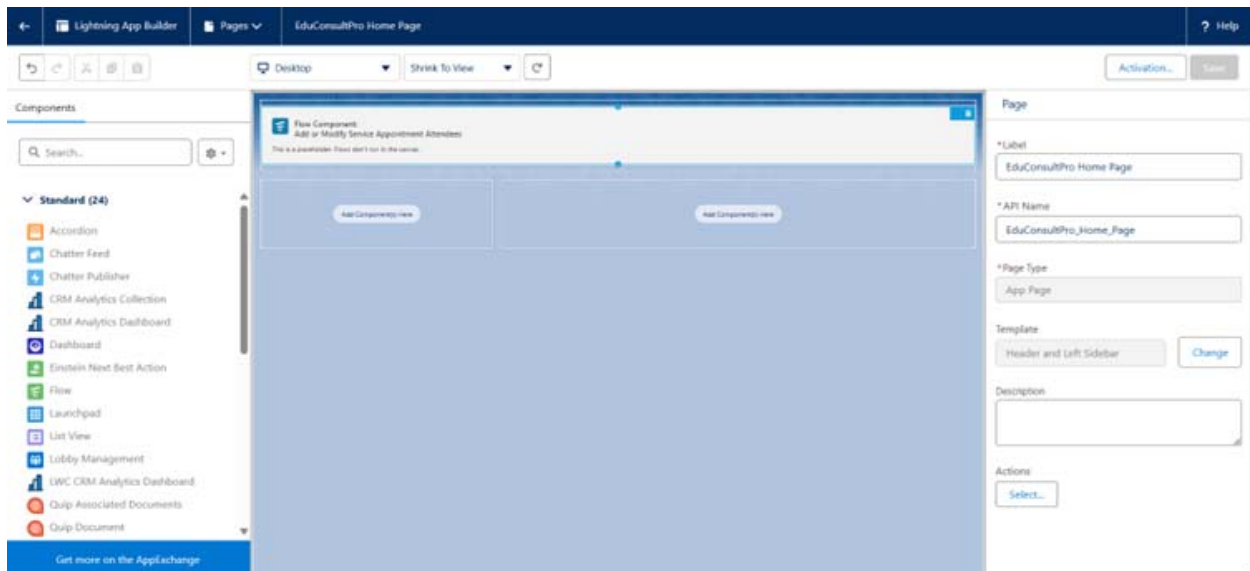 Lightning App Builder
Pages
EduConsultPro Home Page
? Help
Desktop
Shrink To View
Activation...
Save
Components
Page
Search...
Flow Component:
Add or Modify Service Appointment Attendees
This is a placeholder. Flows don't run in the canvas.
*Label
EduConsultPro Home Page
Standard (24)
Add Component(s) Here
Add Component(s) Here
*API Name
EduConsultPro_Home_Page
Accordion
Chatter Feed
Chatter Publisher
CRM Analytics Collection
CRM Analytics Dashboard
Dashboard
Einstein Next Best Action
Flow
Launchpad
List View
Lobby Management
LWC CRM Analytics Dashboard
Quip Associated Documents
Quip Document
Get more on the AppExchange
*Page Type
App Page
Template
Header and Left Sidebar
Change
Description
Actions
Select...